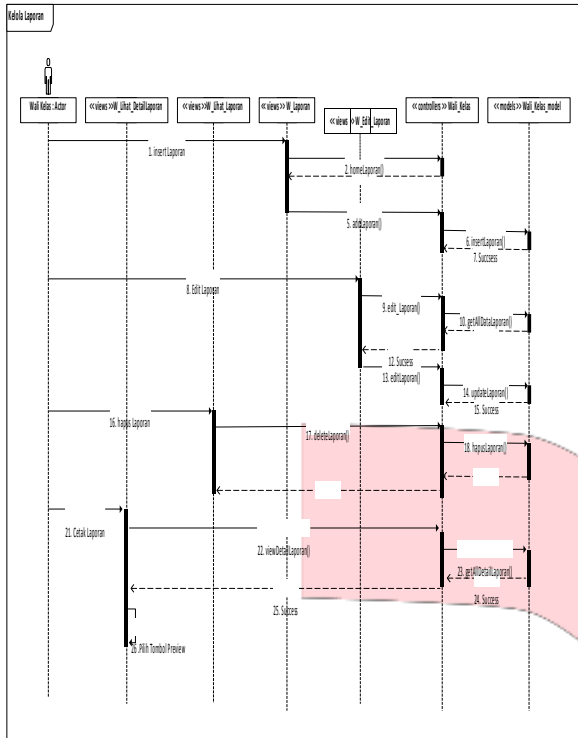 Kelola Laporan
Wali Kelas : Actor
<< views >> W_Lihat_DetailLaporan
<< views >> W_Lihat_Laporan
<< views >> W_Laporan
<< views >> W_Edit_Laporan
<< controllers >> Wali_Kelas
<< models >> Wali_Kelas_model
1. insert Laporan
2. homeLaporan()
5. addLaporan()
6. insertLaporan()
7. Succsess
8. Edit Laporan
9. edit_Laporan()
10. getAllDataLaporan()
12. Sucsess
13. editLaporan()
14. updateLaporan()
15. Success
16. hapus Laporan
17. deleteLaporan()
18. hapusLaporan()
21. Cetak Laporan
22. viewDetailLaporan()
23. getAllDetailLaporan()
24. Success
25. Success
26. Pilih Tombol Preview